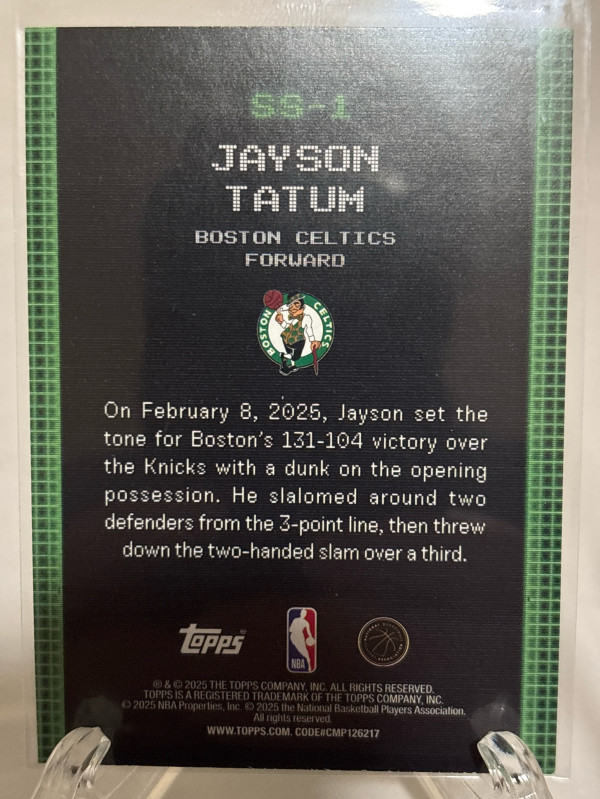 SS-1
JAYSON
TATUM
BOSTON CELTICS
FORWARD
BOSTON CELTICS
On February 8, 2025, Jayson set the
tone for Boston's 131-104 victory over
the Knicks with a dunk on the opening
possession. He slalomed around two
defenders from the 3-point line, then threw
down the two-handed slam over a third.
topps
NBA
® & © 2025 THE TOPPS COMPANY, INC. ALL RIGHTS RESERVED.
TOPPS IS A REGISTERED TRADEMARK OF THE TOPPS COMPANY, INC.
© 2025 NBA Properties, Inc. © 2025 the National Basketball Players Association.
All rights reserved.
WWW.TOPPS.COM. CODE#CMP126217